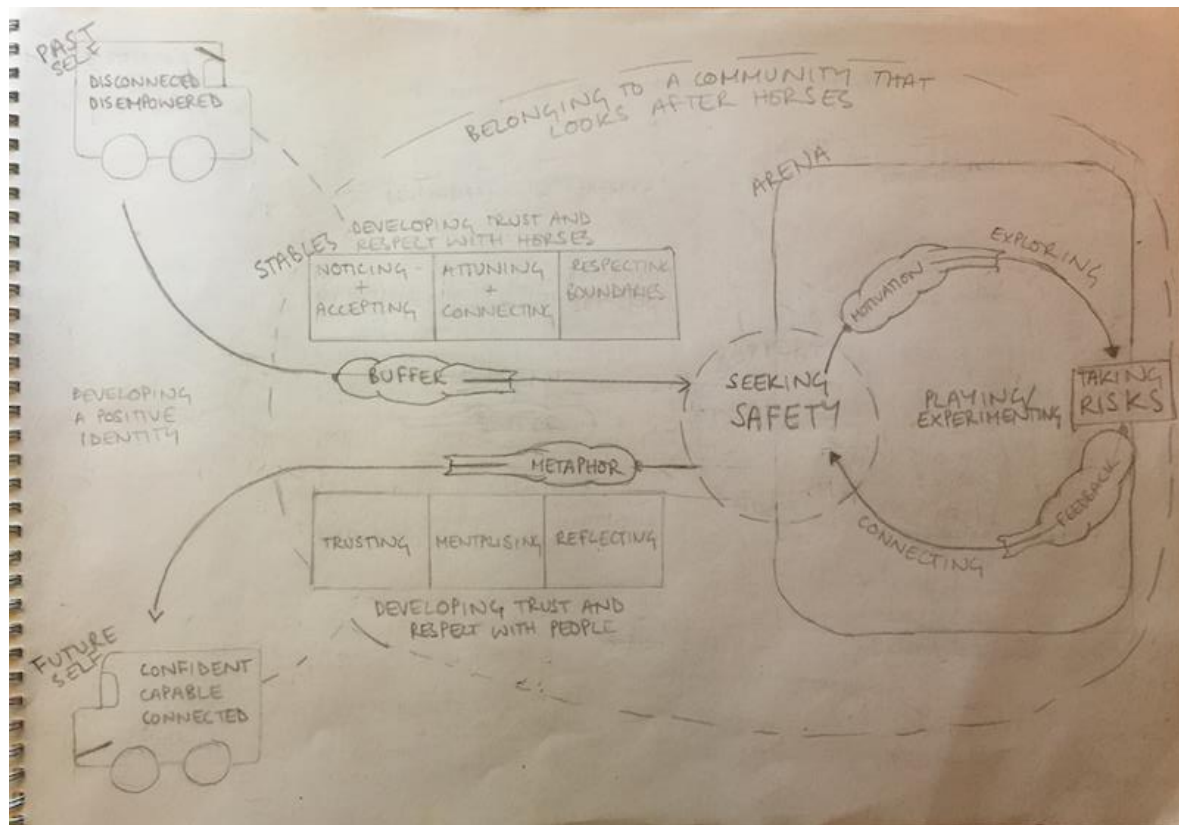 PAST
SELF
DISCONNECTED
DISEMPOWERED
BELONGING TO A COMMUNITY THAT
LOOKS AFTER HORSES
ARENA
STABLES
DEVELOPING TRUST AND
RESPECT WITH HORSES
NOTICING
+
ACCEPTING
ATTUNING
+
CONNECTING
RESPECTING
BOUNDARIES
MOTIVATION
EXPLORING
BUFFER
SEEKING
SAFETY
PLAYING/
EXPERIMENTING
TAKING
RISKS
DEVELOPING
A POSITIVE
IDENTITY
METAPHOR
FEEDBACK
CONNECTING
TRUSTING
MENTALISING
REFLECTING
DEVELOPING TRUST AND
RESPECT WITH PEOPLE
FUTURE
SELF
CONFIDENT
CAPABLE
CONNECTED